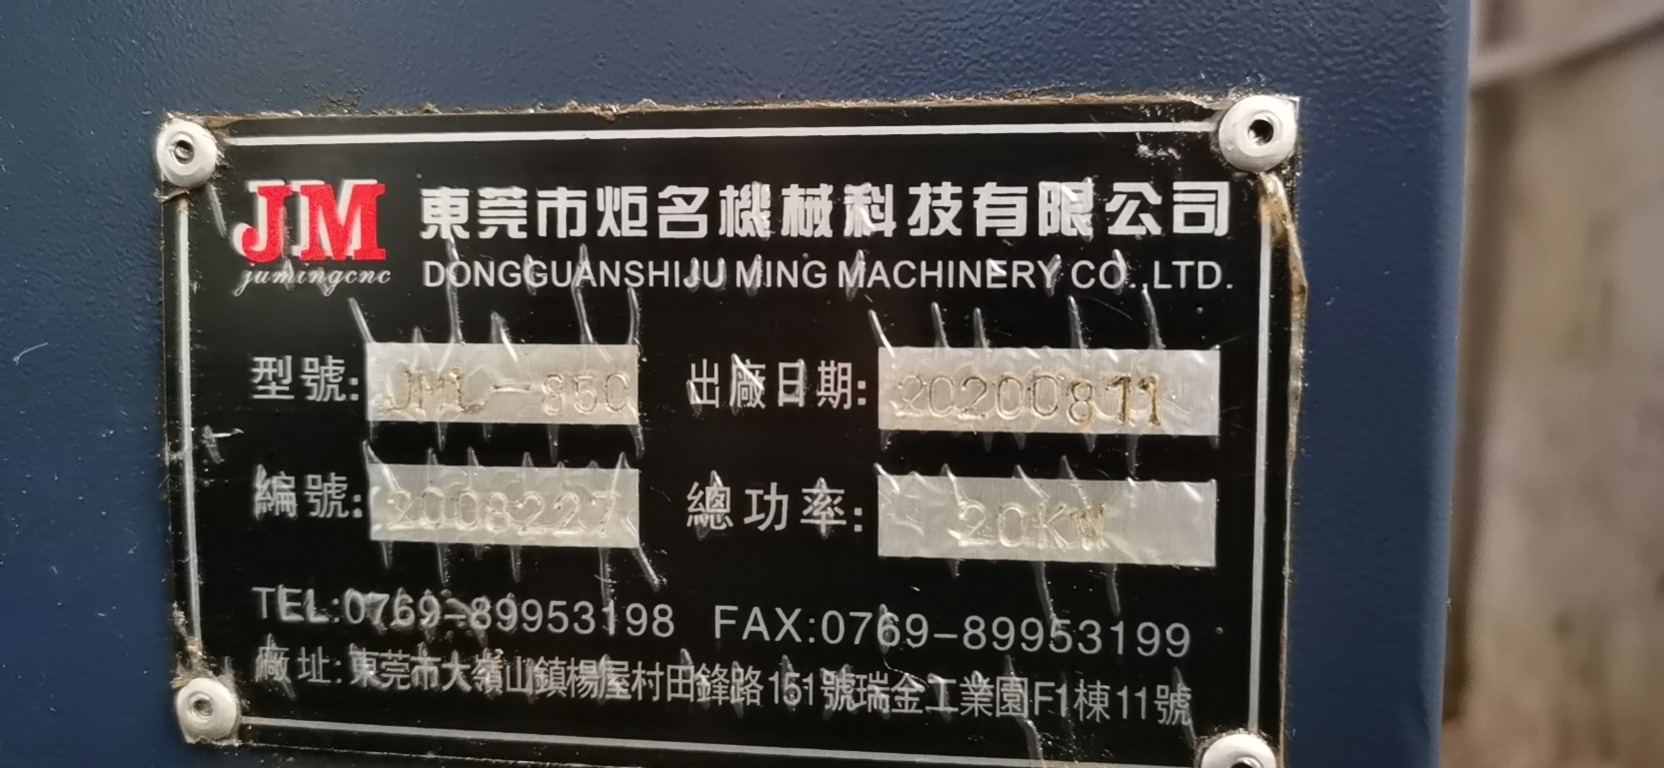 JM 東莞市炬名機械科技有限公司
jumingcnc DONGGUANSHIJU MING MACHINERY CO.,LTD.
型號: JML-850 出廠日期: 20200811
編號: 2008227 總功率: 20KW
TEL:0769-89953198 FAX:0769-89953199
廠址:東莞市大嶺山鎮楊屋村田鋒路151號瑞金工業園F1棟11號